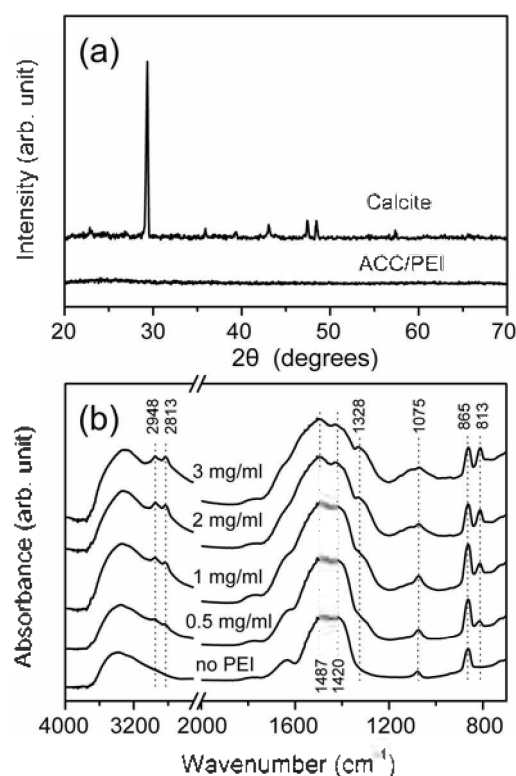 (a)
Intensity (arb. unit)
Calcite
ACC/PEI
20 30 40 50 60 70
2θ (degrees)
(b)
2948
2813
1328
1075
865
813
Absorbance (arb. unit)
3 mg/ml
2 mg/ml
1 mg/ml
0.5 mg/ml
no PEI
1487
1420
4000 3200 2000 1600 1200 800
Wavenumber (cm⁻¹)